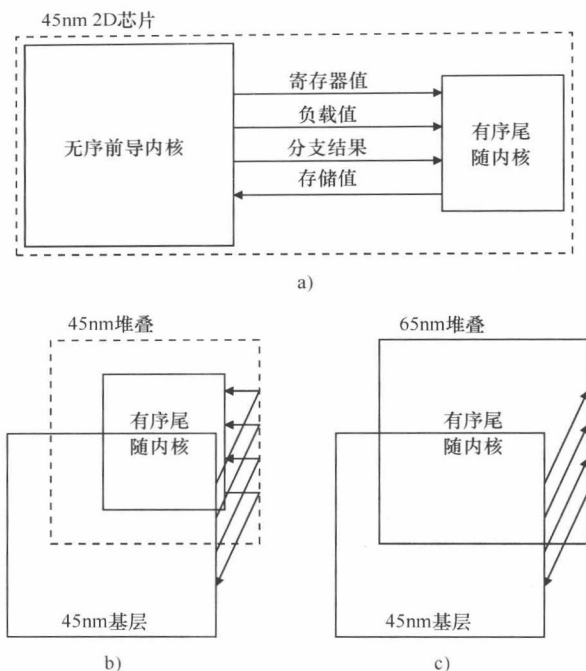 45nm 2D芯片
无序前导内核
寄存器值
负载值
分支结果
存储值
有序尾
随内核
a)
45nm堆叠
有序尾
随内核
45nm基层
b)
65nm堆叠
有序尾
随内核
45nm基层
c)